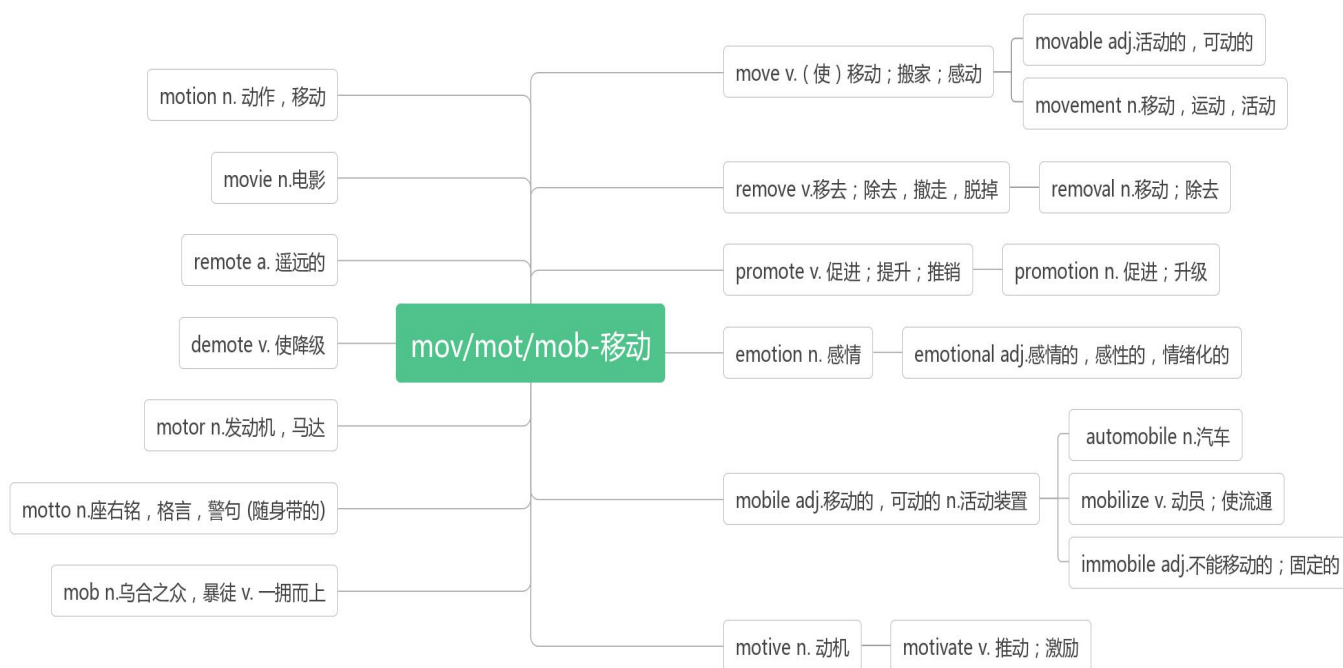 motion n. 动作，移动
movie n.电影
remote a. 遥远的
demote v. 使降级
motor n.发动机，马达
motto n.座右铭，格言，警句 (随身带的)
mob n.乌合之众，暴徒 v. 一拥而上
mov/mot/mob-移动
move v.（使）移动；搬家；感动
movable adj.活动的，可动的
movement n.移动，运动，活动
remove v.移去；除去，撤走，脱掉
removal n.移动；除去
promote v. 促进；提升；推销
promotion n. 促进；升级
emotion n. 感情
emotional adj.感情的，感性的，情绪化的
mobile adj.移动的，可动的 n.活动装置
automobile n.汽车
mobilize v. 动员；使流通
immobile adj.不能移动的；固定的
motive n. 动机
motivate v. 推动；激励